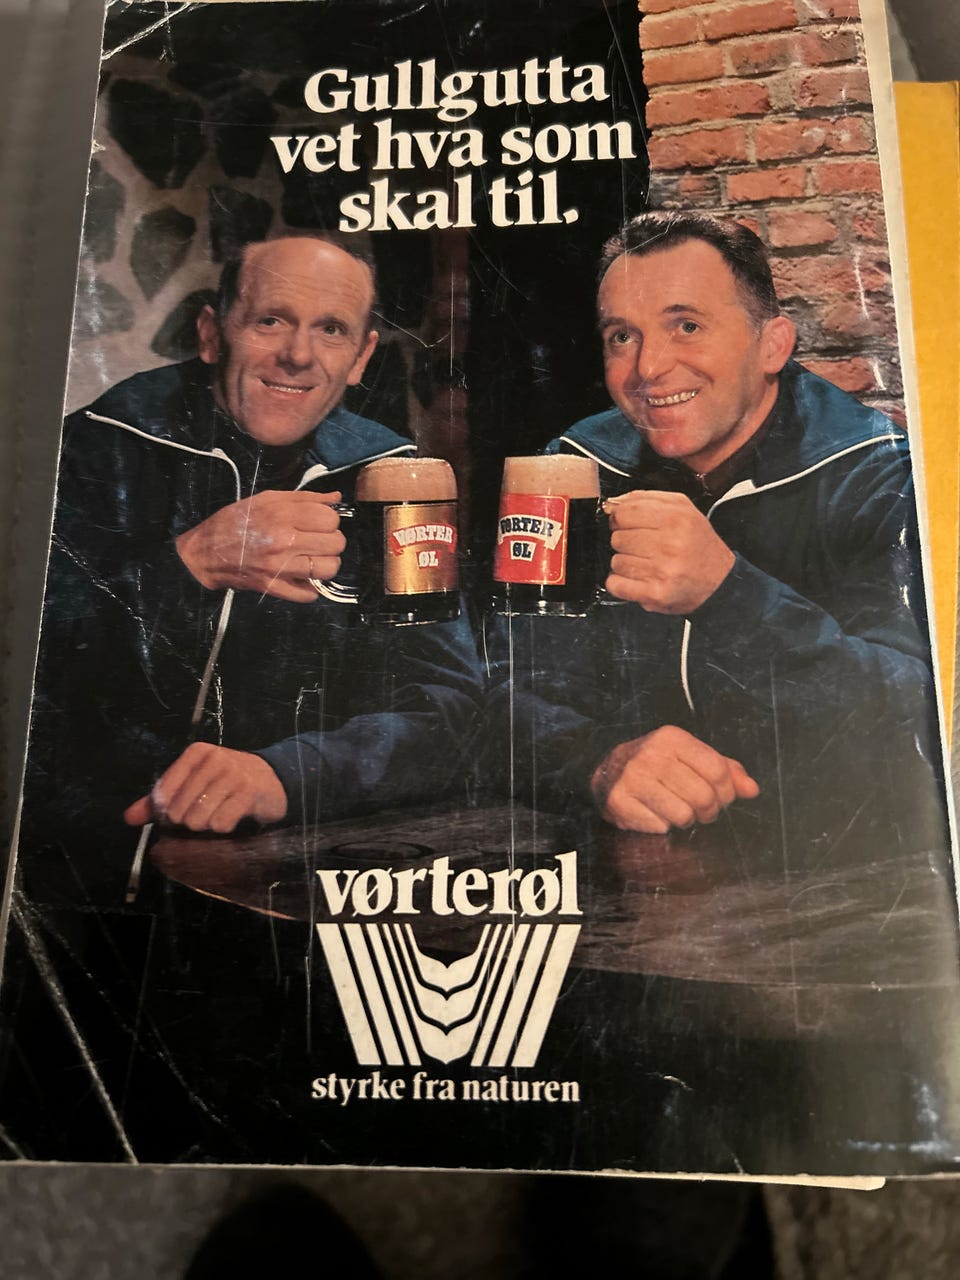 Gullgutta
vet hva som
skal til.
VØRTER
ØL
VØRTER
ØL
vørterøl
styrke fra naturen